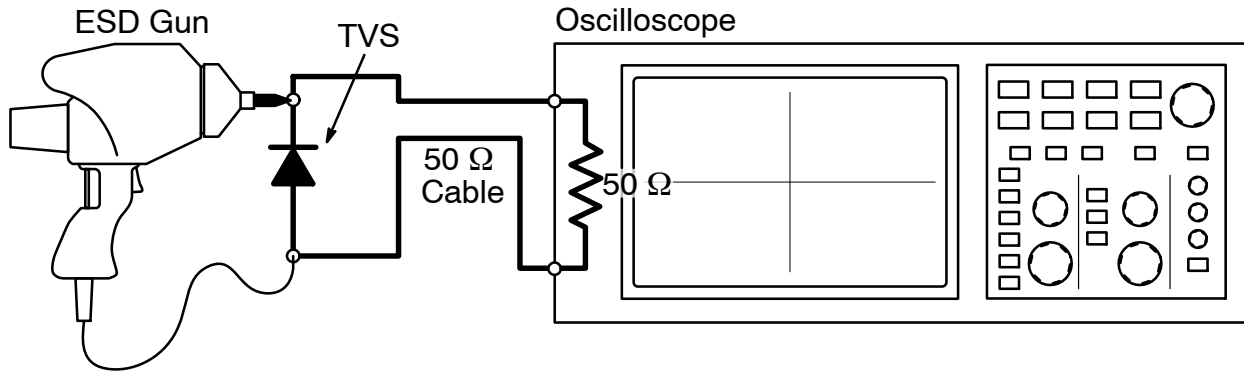 ESD Gun
TVS
Oscilloscope
50 Ω
Cable
50 Ω